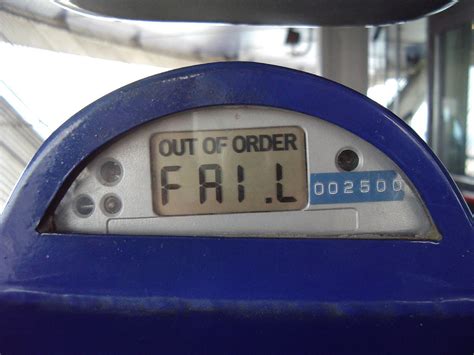 OUT OF ORDER
FAI.L
002500